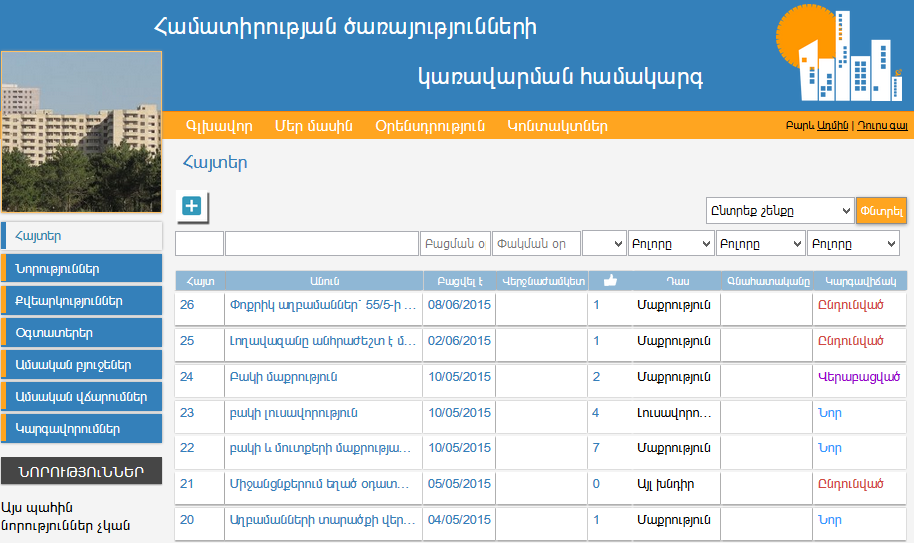 Համատիրության ծառայությունների
կառավարման համակարգ
Գլխավոր Մեր մասին Օրենսդրություն Կոնտակտներ
Բարև Ադմին | Դուրս գալ
Հայտեր
Ընտրեք շենքը Փնտրել
Բացման օ Փակման օր Բոլորը Բոլորը Բոլորը
Հայտ Անուն Բացվել է Վերջնաժամկետ Դաս Գնահատականը Կարգավիճակ
26 Փոքրիկ աղբամաններ՝ 55/5-ի ... 08/06/2015 1 Մաքրություն Ընդունված
25 Լողավազանը անհրաժեշտ է մ... 02/06/2015 1 Մաքրություն Ընդունված
24 Բակի մաքրություն 10/05/2015 2 Մաքրություն Վերաբացված
23 բակի լուսավորություն 10/05/2015 4 Լուսավորո... Նոր
22 բակի և մուտքերի մաքրությա... 10/05/2015 7 Մաքրություն Նոր
21 Միջանցքներում եղած օդատ... 05/05/2015 0 Այլ խնդիր Ընդունված
20 Աղբամանների տարածքի վեր... 04/05/2015 1 Մաքրություն Նոր
Հայտեր
Նորություններ
Քվեարկություններ
Օգտատերեր
Ամսական բյուջեներ
Ամսական վճարումներ
Կարգավորումներ
ՆՈՐՈՒԹՅՈՒՆՆԵՐ
Այս պահին
նորություններ չկան